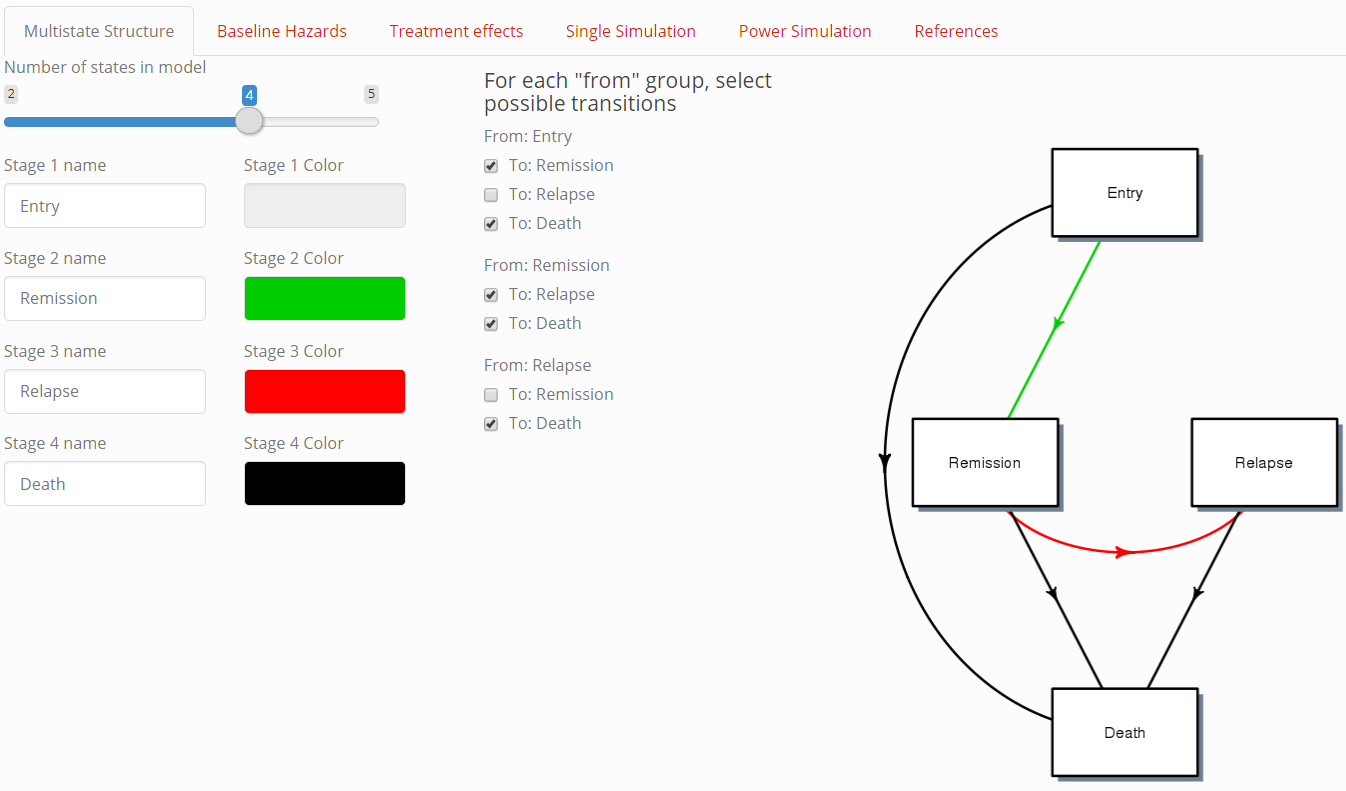 Multistate Structure
Baseline Hazards
Treatment effects
Single Simulation
Power Simulation
References
Number of states in model
2
4
5
Stage 1 name
Stage 1 Color
Entry
Stage 2 name
Stage 2 Color
Remission
Stage 3 name
Stage 3 Color
Relapse
Stage 4 name
Stage 4 Color
Death
For each "from" group, select
possible transitions
From: Entry
To: Remission
To: Relapse
To: Death
From: Remission
To: Relapse
To: Death
From: Relapse
To: Remission
To: Death
Entry
Remission
Relapse
Death